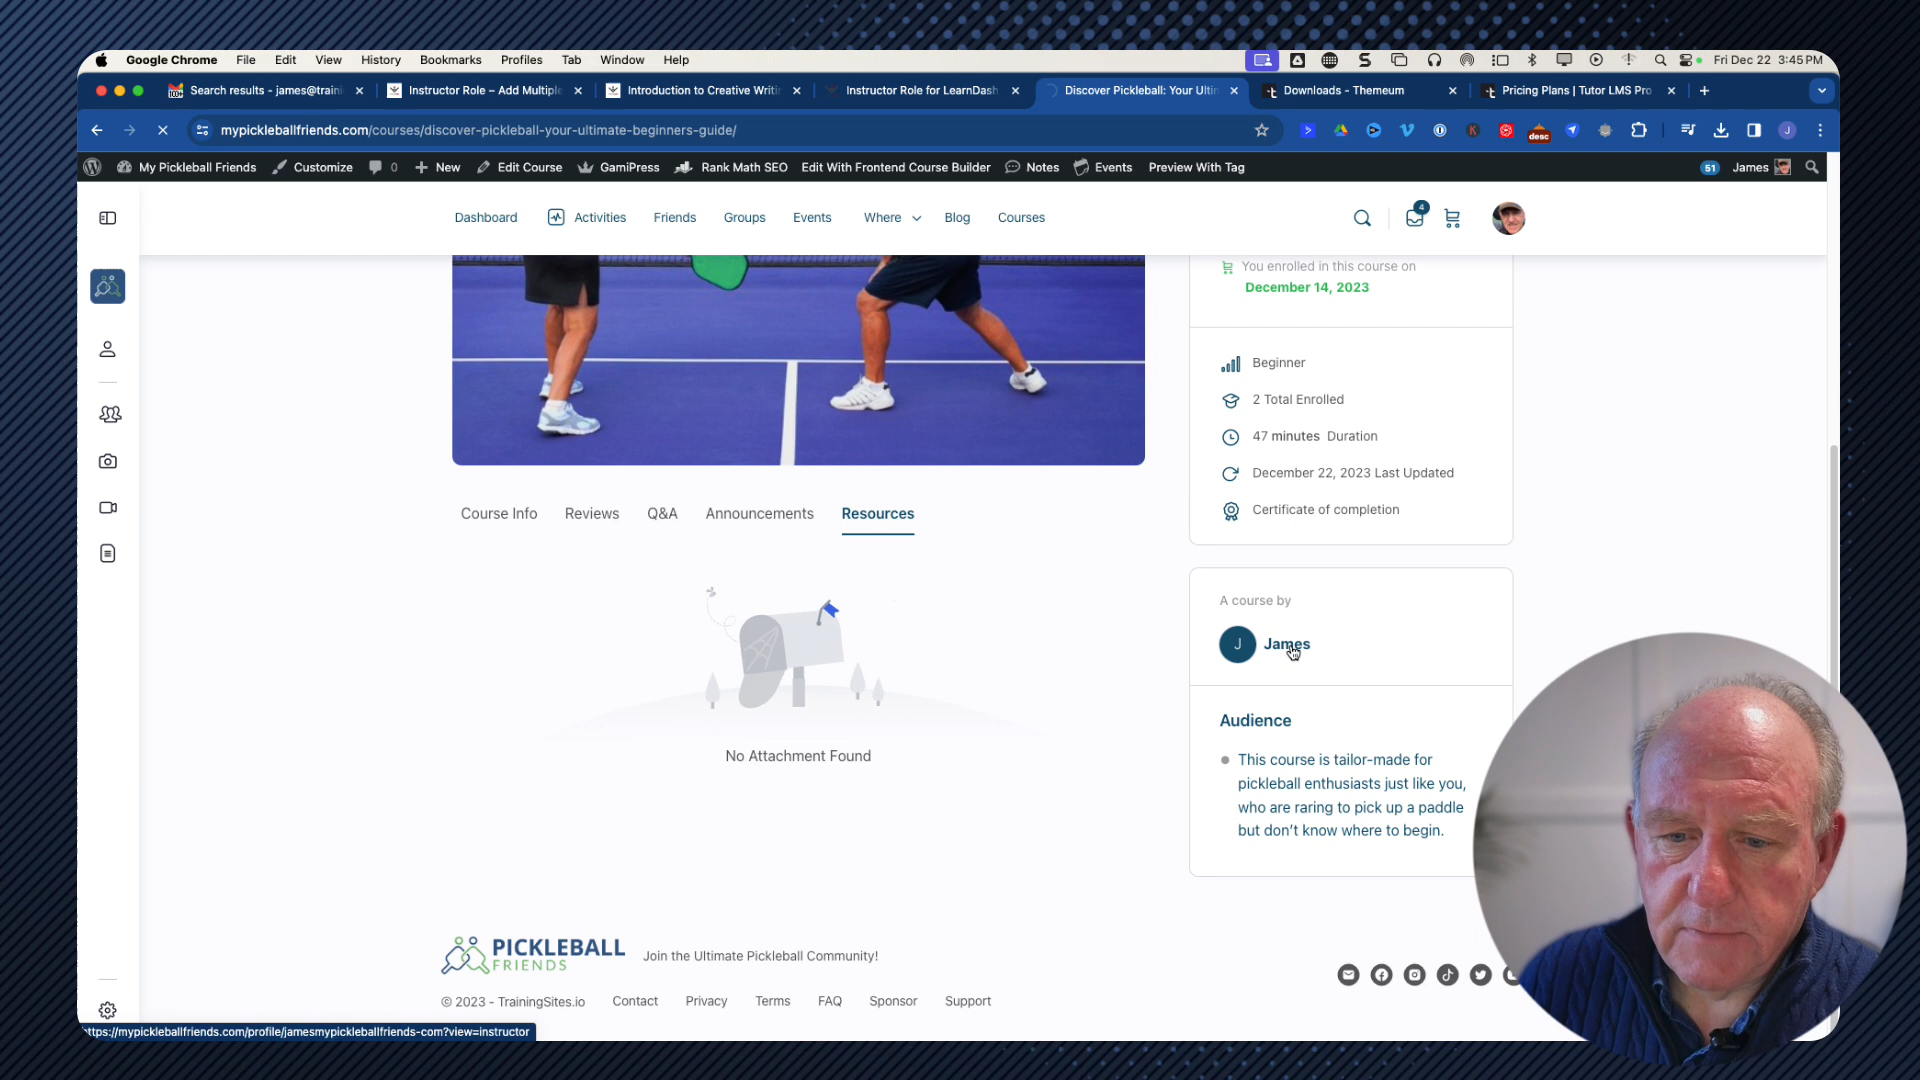 Google Chrome File Edit View History Bookmarks Profiles Tab Window Help Fri Dec 22 3:45 PM
100+ Search results - james@traini Instructor Role – Add Multiple Introduction to Creative Writi Instructor Role for LearnDash Discover Pickleball: Your Ultim Downloads - Themeum Pricing Plans | Tutor LMS Pro
mypickleballfriends.com/courses/discover-pickleball-your-ultimate-beginners-guide/ desc J
My Pickleball Friends Customize 0 New Edit Course GamiPress Rank Math SEO Edit With Frontend Course Builder Notes Events Preview With Tag 51 James
Dashboard Activities Friends Groups Events Where Blog Courses 4
You enrolled in this course on
December 14, 2023
Beginner
2 Total Enrolled
47 minutes Duration
December 22, 2023 Last Updated
Certificate of completion
Course Info Reviews Q&A Announcements Resources
No Attachment Found
A course by
J James
Audience
This course is tailor-made for
pickleball enthusiasts just like you,
who are raring to pick up a paddle
but don't know where to begin.
PICKLEBALL
FRIENDS
Join the Ultimate Pickleball Community!
© 2023 - TrainingSites.io Contact Privacy Terms FAQ Sponsor Support
https://mypickleballfriends.com/profile/jamesmypickleballfriends-com?view=instructor